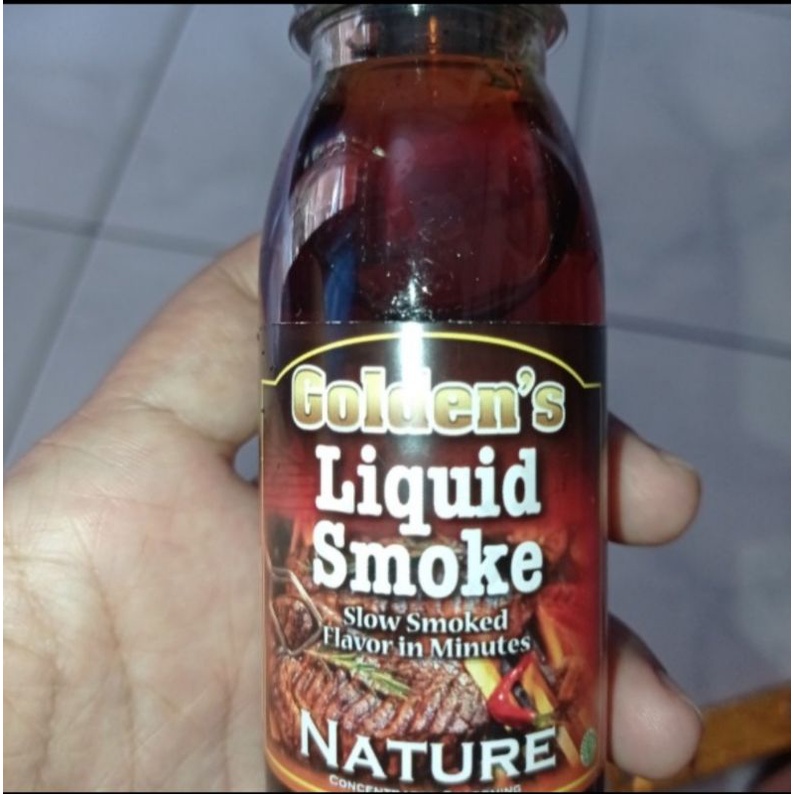 Golden's
Liquid
Smoke
Slow Smoked
Flavor in Minutes
NATURE